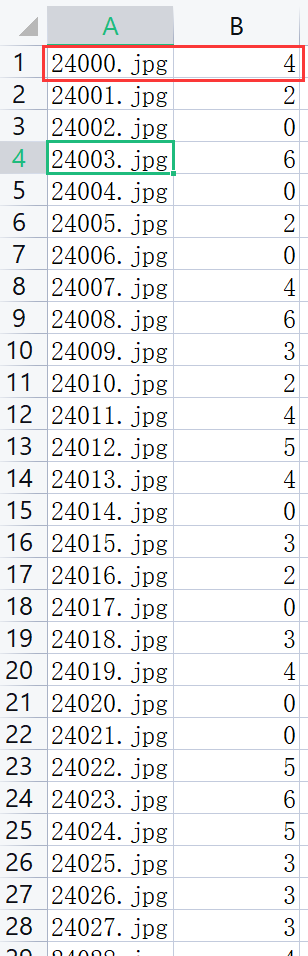 A B
1 24000.jpg 4
2 24001.jpg 2
3 24002.jpg 0
4 24003.jpg 6
5 24004.jpg 0
6 24005.jpg 2
7 24006.jpg 0
8 24007.jpg 4
9 24008.jpg 6
10 24009.jpg 3
11 24010.jpg 2
12 24011.jpg 4
13 24012.jpg 5
14 24013.jpg 4
15 24014.jpg 0
16 24015.jpg 3
17 24016.jpg 2
18 24017.jpg 0
19 24018.jpg 3
20 24019.jpg 4
21 24020.jpg 0
22 24021.jpg 0
23 24022.jpg 5
24 24023.jpg 6
25 24024.jpg 5
26 24025.jpg 3
27 24026.jpg 3
28 24027.jpg 3